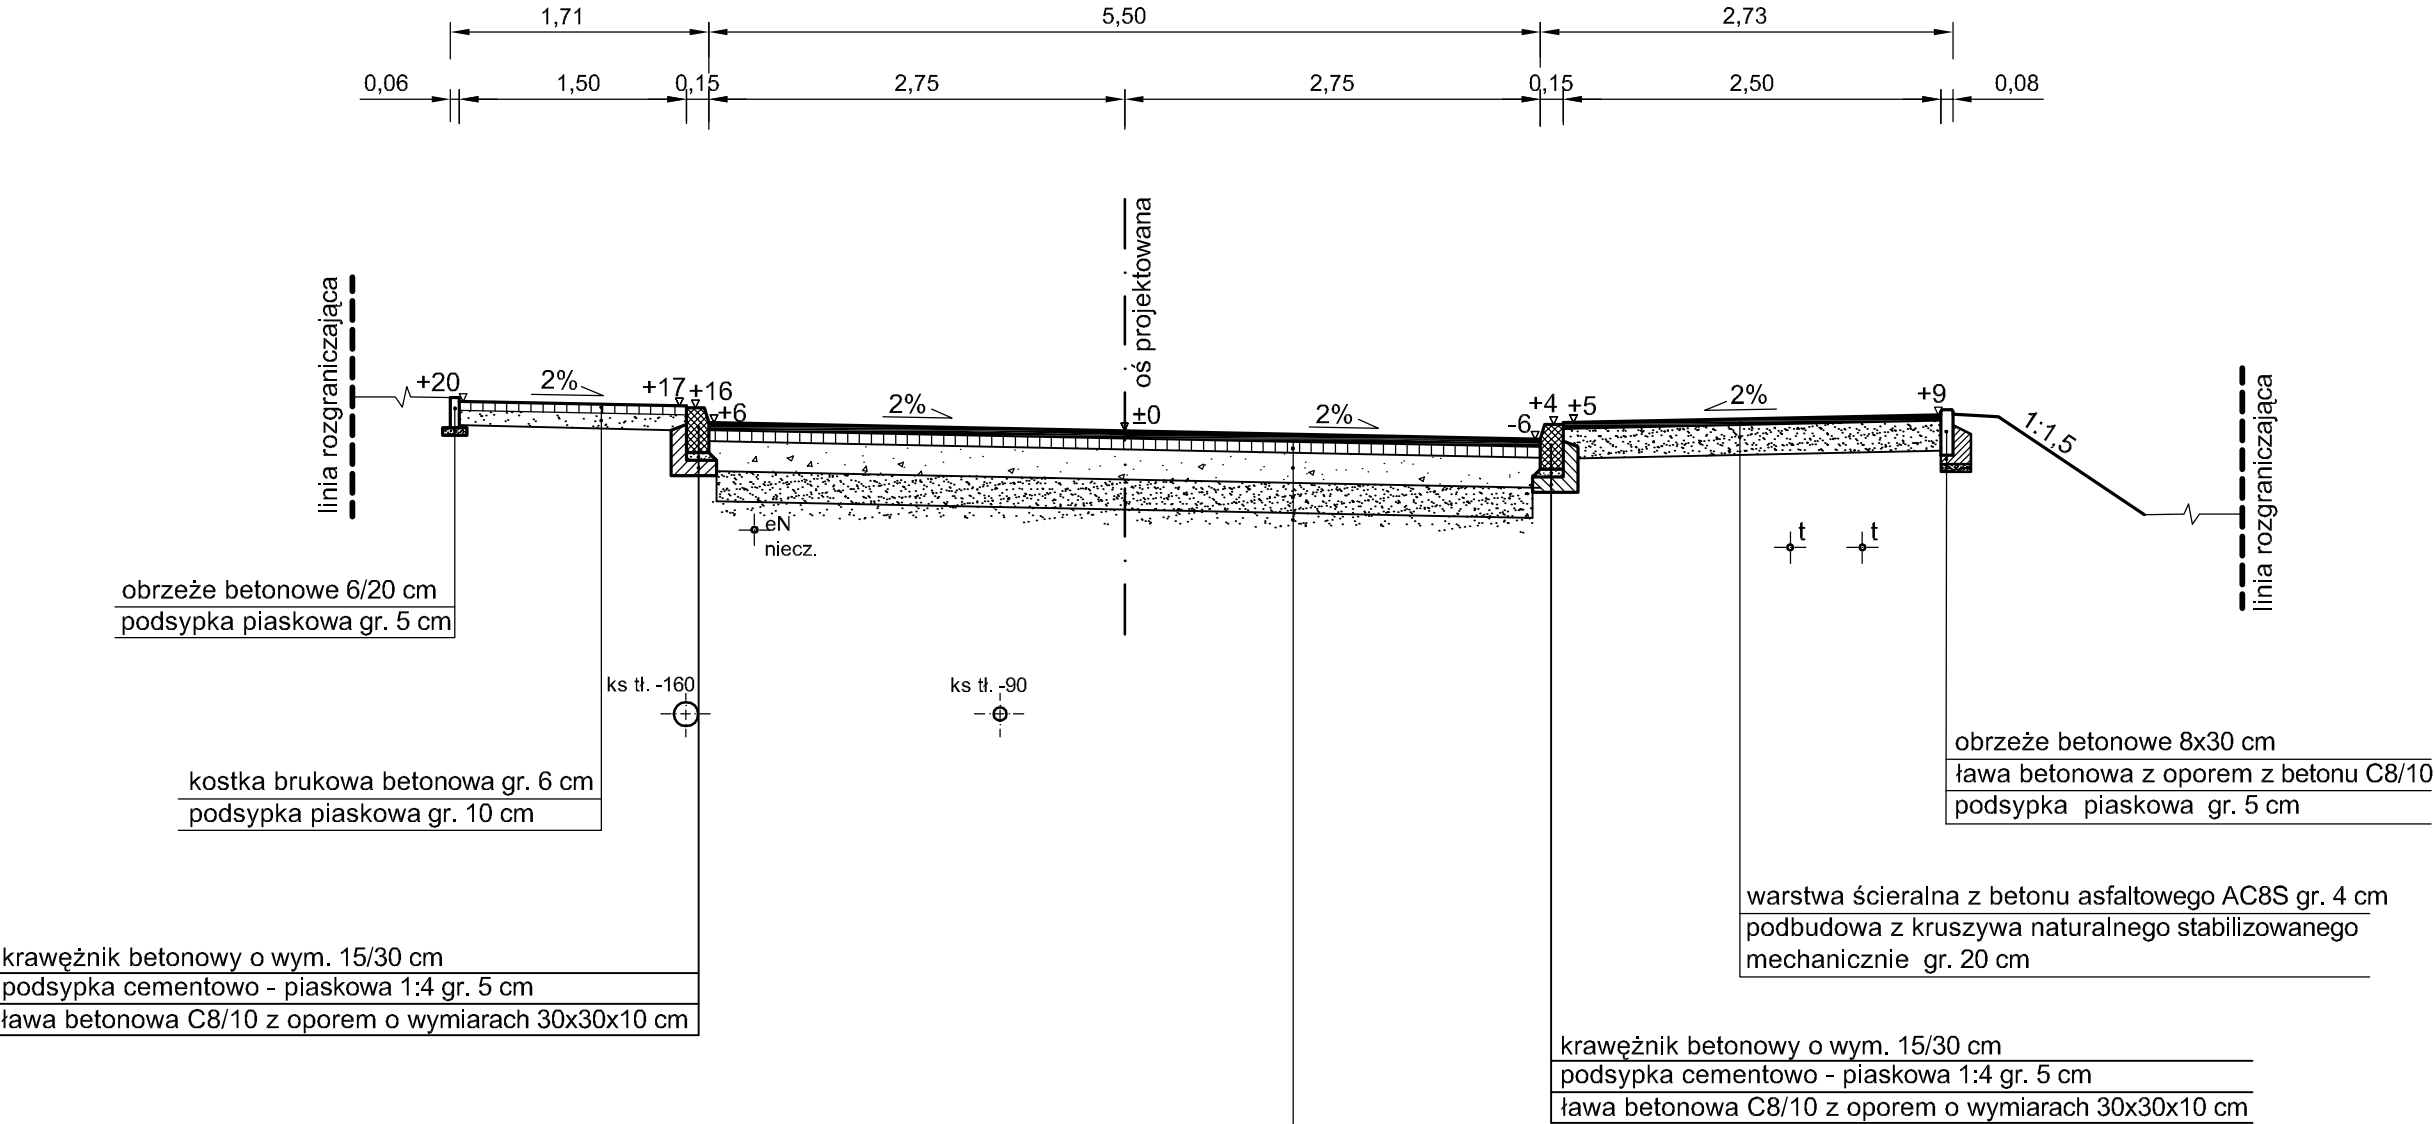 1,71
5,50
2,73
0,06
1,50
0,15
2,75
2,75
0,15
2,50
0,08
oś projektowana
linia rozgraniczająca
linia rozgraniczająca
+20
2%
+17
+16
+6
2%
±0
2%
-6
+4
+5
2%
+9
1:1,5
eN
niecz.
t
t
obrzeże betonowe 6/20 cm
podsypka piaskowa gr. 5 cm
ks tł. -160
ks tł. -90
kostka brukowa betonowa gr. 6 cm
podsypka piaskowa gr. 10 cm
obrzeże betonowe 8x30 cm
ława betonowa z oporem z betonu C8/10
podsypka piaskowa gr. 5 cm
warstwa ścieralna z betonu asfaltowego AC8S gr. 4 cm
podbudowa z kruszywa naturalnego stabilizowanego
mechanicznie gr. 20 cm
krawężnik betonowy o wym. 15/30 cm
podsypka cementowo - piaskowa 1:4 gr. 5 cm
ława betonowa C8/10 z oporem o wymiarach 30x30x10 cm
krawężnik betonowy o wym. 15/30 cm
podsypka cementowo - piaskowa 1:4 gr. 5 cm
ława betonowa C8/10 z oporem o wymiarach 30x30x10 cm